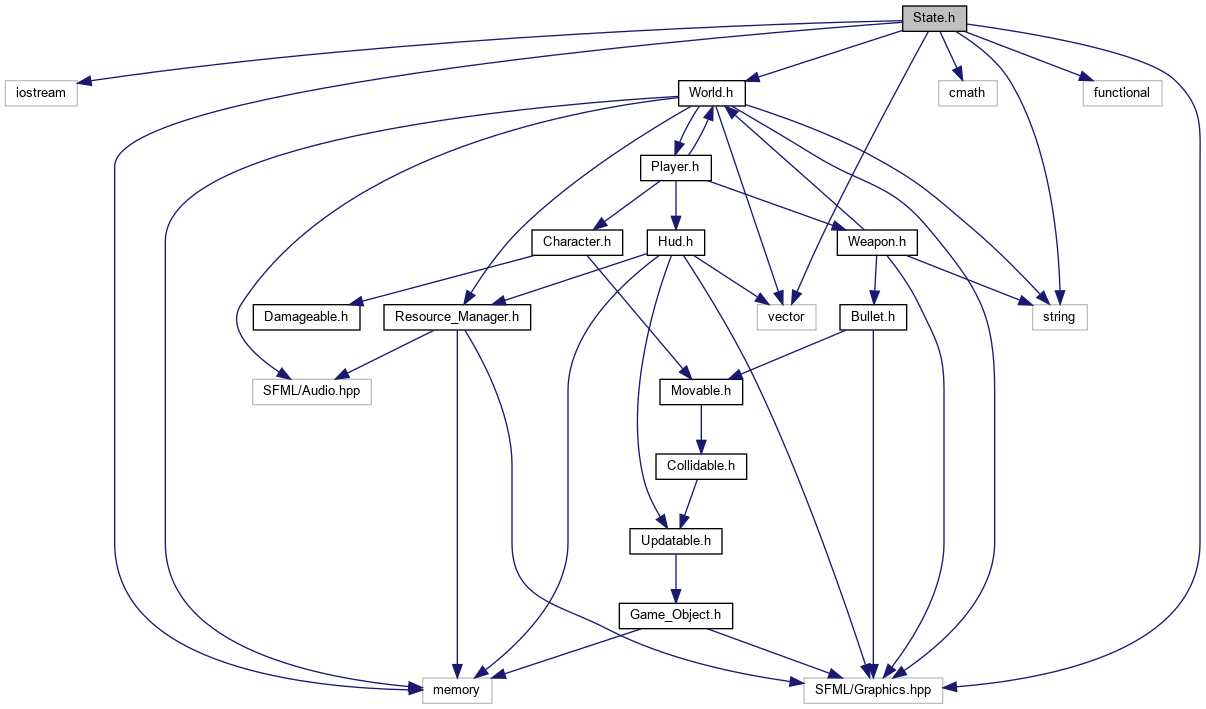 State.h
iostream
World.h
cmath
functional
Player.h
Character.h
Hud.h
Weapon.h
Damageable.h
Resource_Manager.h
vector
Bullet.h
string
SFML/Audio.hpp
Movable.h
Collidable.h
Updatable.h
Game_Object.h
memory
SFML/Graphics.hpp